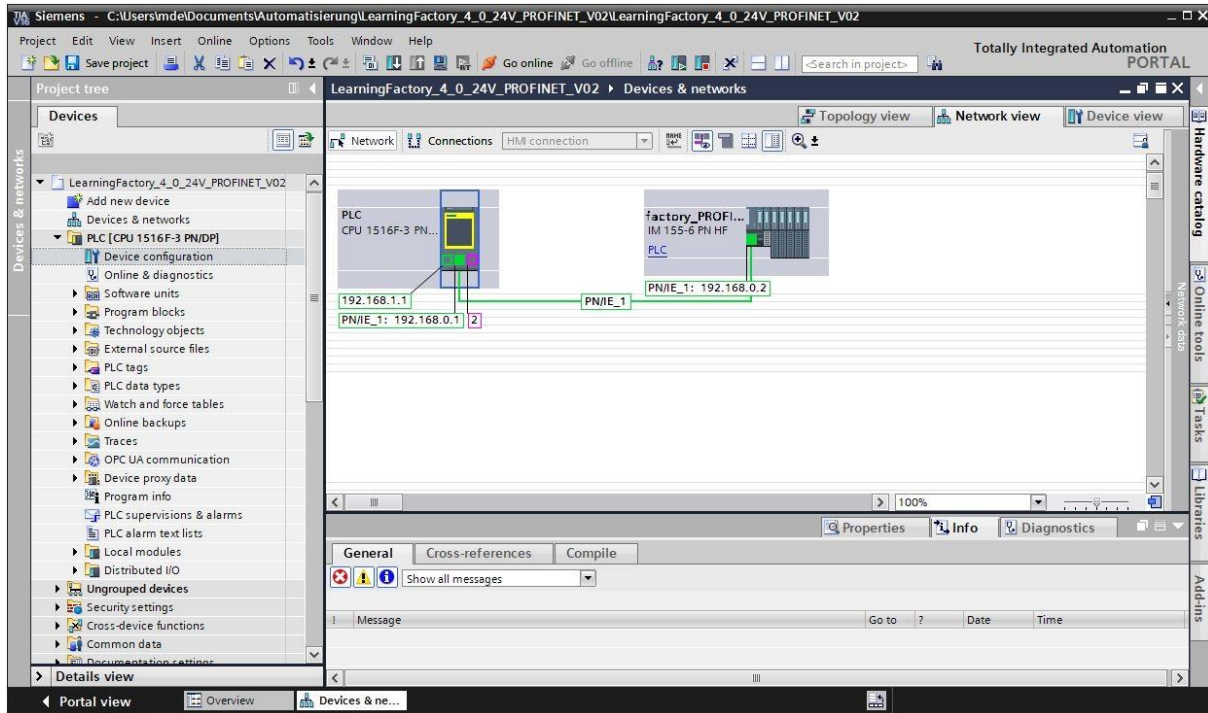 Siemens - C:\Users\mde\Documents\Automatisierung\LearningFactory_4_0_24V_PROFINET_V02\LearningFactory_4_0_24V_PROFINET_V02
Project Edit View Insert Online Options Tools Window Help
Totally Integrated Automation
PORTAL
Save project
Go online
Go offline
<Search in project>
Project tree
LearningFactory_4_0_24V_PROFINET_V02 Devices & networks
Devices
Topology view
Network view
Device view
Network
Connections
HMI connection
LearningFactory_4_0_24V_PROFINET_V02
Add new device
Devices & networks
PLC [CPU 1516F-3 PN/DP]
Device configuration
Online & diagnostics
Software units
Program blocks
Technology objects
External source files
PLC tags
PLC data types
Watch and force tables
Online backups
Traces
OPC UA communication
Device proxy data
Program info
PLC supervisions & alarms
PLC alarm text lists
Local modules
Distributed I/O
Ungrouped devices
Security settings
Cross-device functions
Common data
Documentation settings
Details view
PLC
CPU 1516F-3 PN...
factory_PROFI...
IM 155-6 PN HF
PLC
192.168.1.1
PN/IE_1: 192.168.0.1
2
PN/IE_1
PN/IE_1: 192.168.0.2
100%
Properties
Info
Diagnostics
General
Cross-references
Compile
Show all messages
! Message Go to ? Date Time
Devices & networks
Network data
Hardware catalog
Online tools
Tasks
Libraries
Add-ins
Portal view
Overview
Devices & ne...